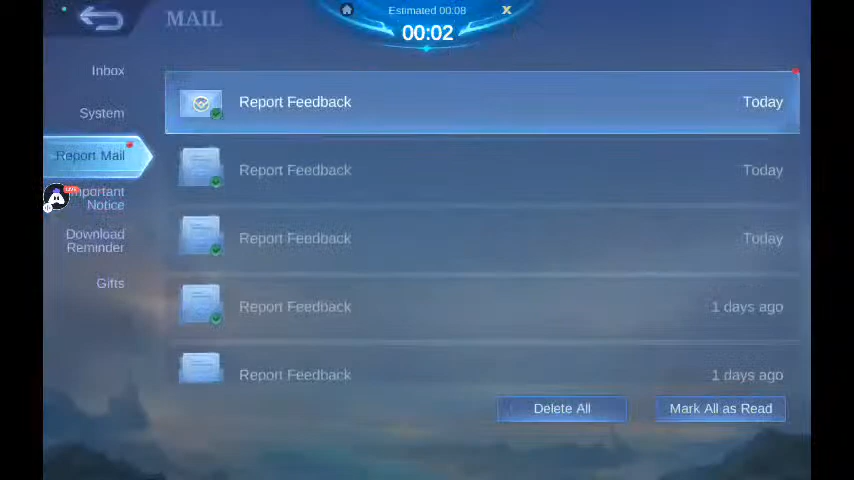 MAIL
Estimated 00:08
X
00:02
Inbox
System
Report Mail
LIVE
Important
Notice
Download
Reminder
Gifts
Report Feedback Today
Report Feedback Today
Report Feedback Today
Report Feedback 1 days ago
Report Feedback 1 days ago
Delete All Mark All as Read